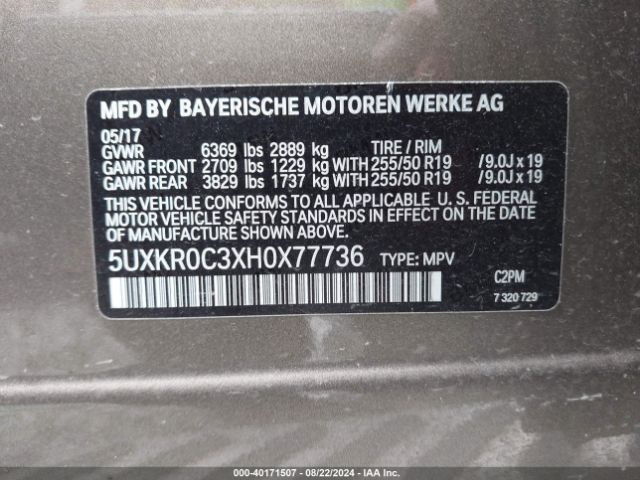 MFD BY BAYERISCHE MOTOREN WERKE AG
05/17
GVWR 6369 lbs 2889 kg TIRE / RIM
GAWR FRONT 2709 lbs 1229 kg WITH 255/50 R19 /9.0J x 19
GAWR REAR 3829 lbs 1737 kg WITH 255/50 R19 /9.0J x 19
THIS VEHICLE CONFORMS TO ALL APPLICABLE U. S. FEDERAL
MOTOR VEHICLE SAFETY STANDARDS IN EFFECT ON THE
DATE OF MANUFACTURE SHOWN ABOVE.
5UXKR0C3XH0X77736 TYPE: MPV
C2PM
7 320 729
000-40171507 - 08/22/2024 - IAAI.COM